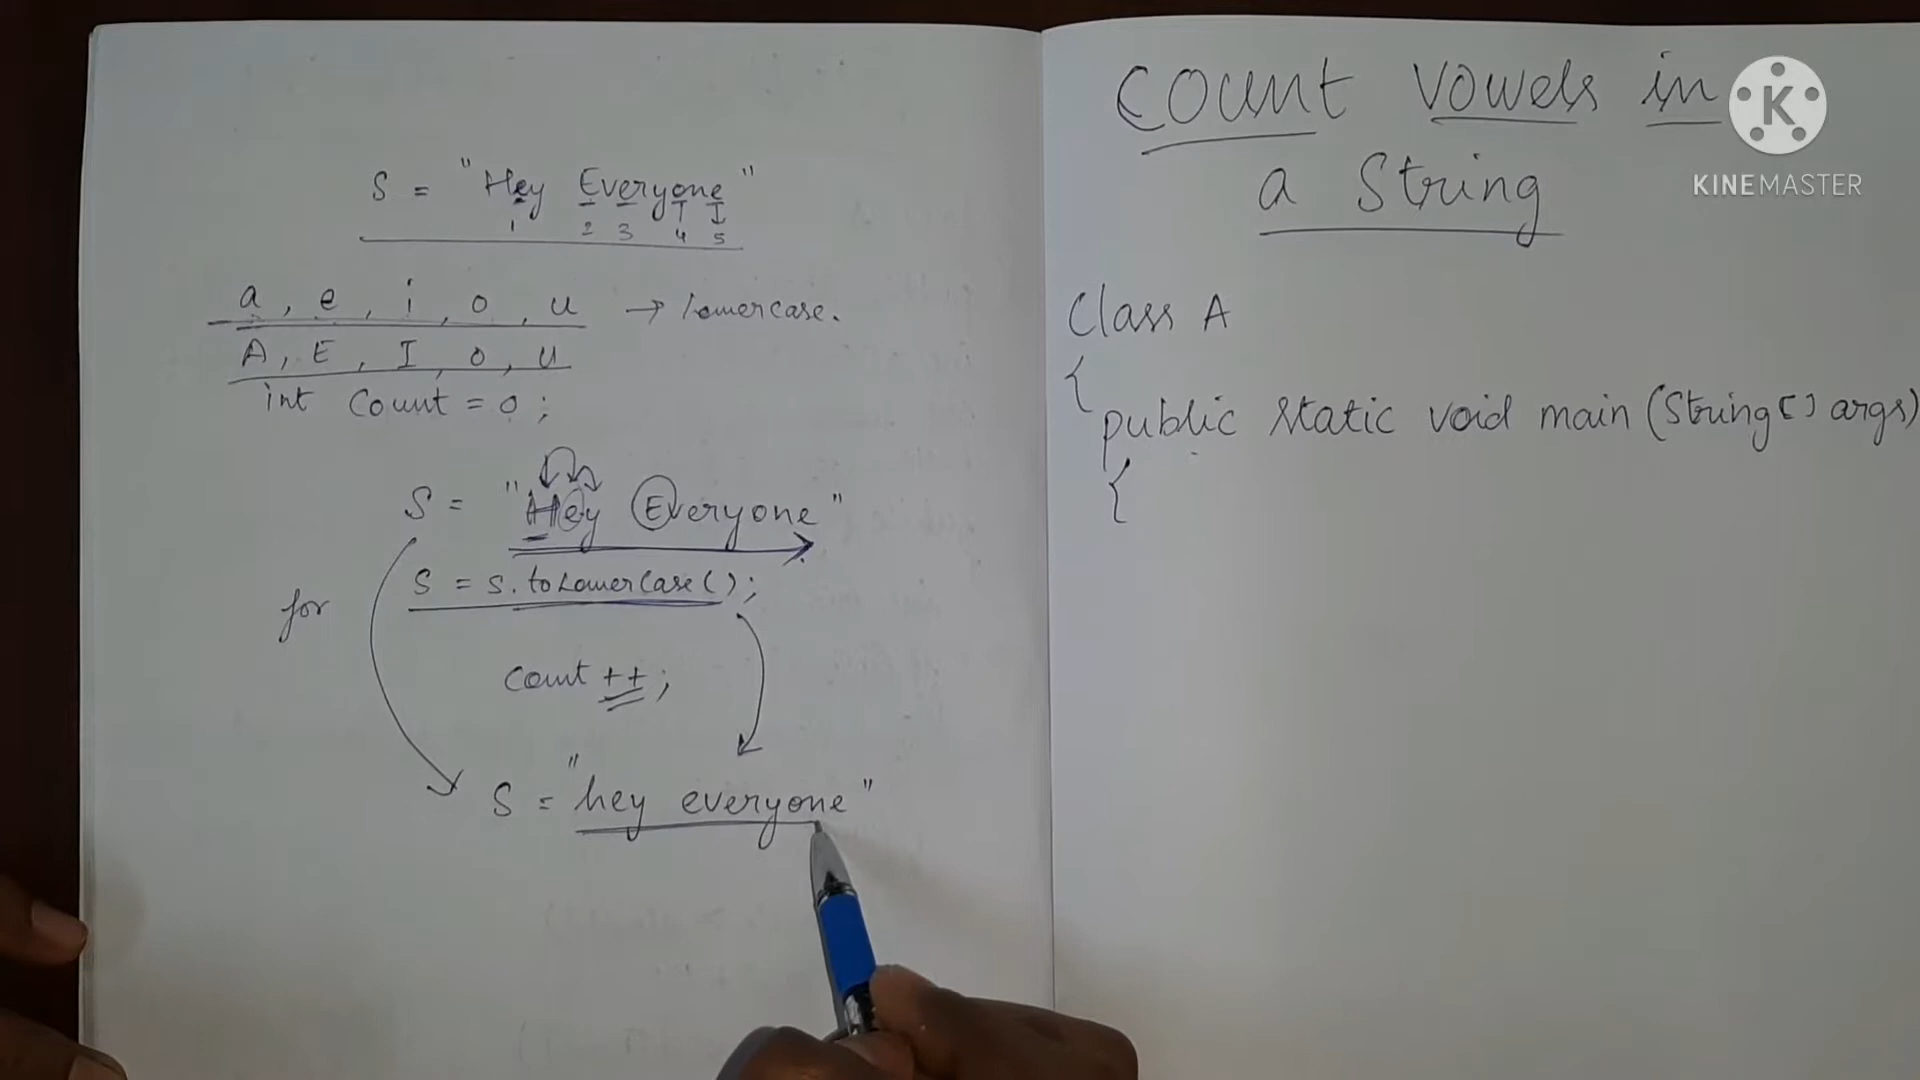 S = "Hey Everyone"
1 2 3 4 5
a, e, i, o, u → Lowercase.
A, E, I, O, U
int Count = 0;
S = "Hey Everyone"
S = s.toLowerCase();
for
Count ++;
S = "hey everyone"
Count vowels in
a String
Class A
{
public static void main (String[] args)
{
K
KINEMASTER